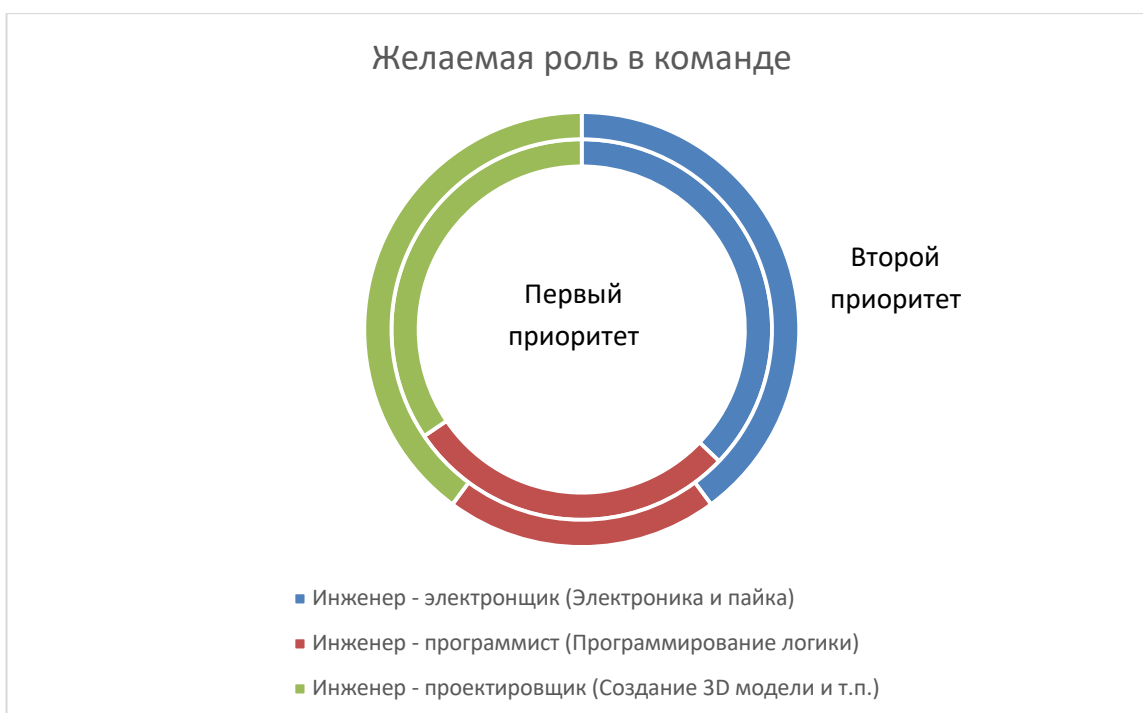 Желаемая роль в команде
Первый
приоритет
Второй
приоритет
Инженер - электронщик (Электроника и пайка)
Инженер - программист (Программирование логики)
Инженер - проектировщик (Создание 3D модели и т.п.)